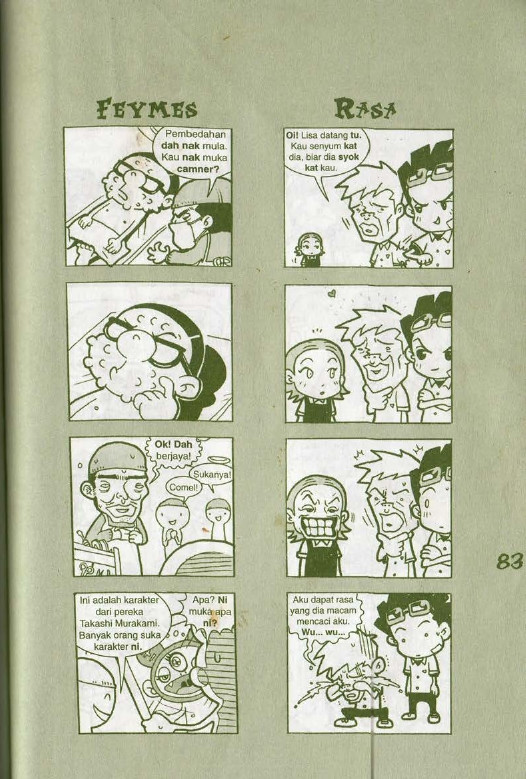 FEYMES
Pembedahan
dah nak mula.
Kau nak muka
camner?
Ok! Dah
berjaya!
Sukanya!
Comel!
Ini adalah karakter
dari pereka
Takashi Murakami.
Banyak orang suka
karakter ni.
Apa? Ni
muka apa
ni?
RASA
Oi! Lisa datang tu.
Kau senyum kat
dia, biar dia syok
kat kau.
Aku dapat rasa
yang dia macam
mencaci aku.
Wu... wu...
83